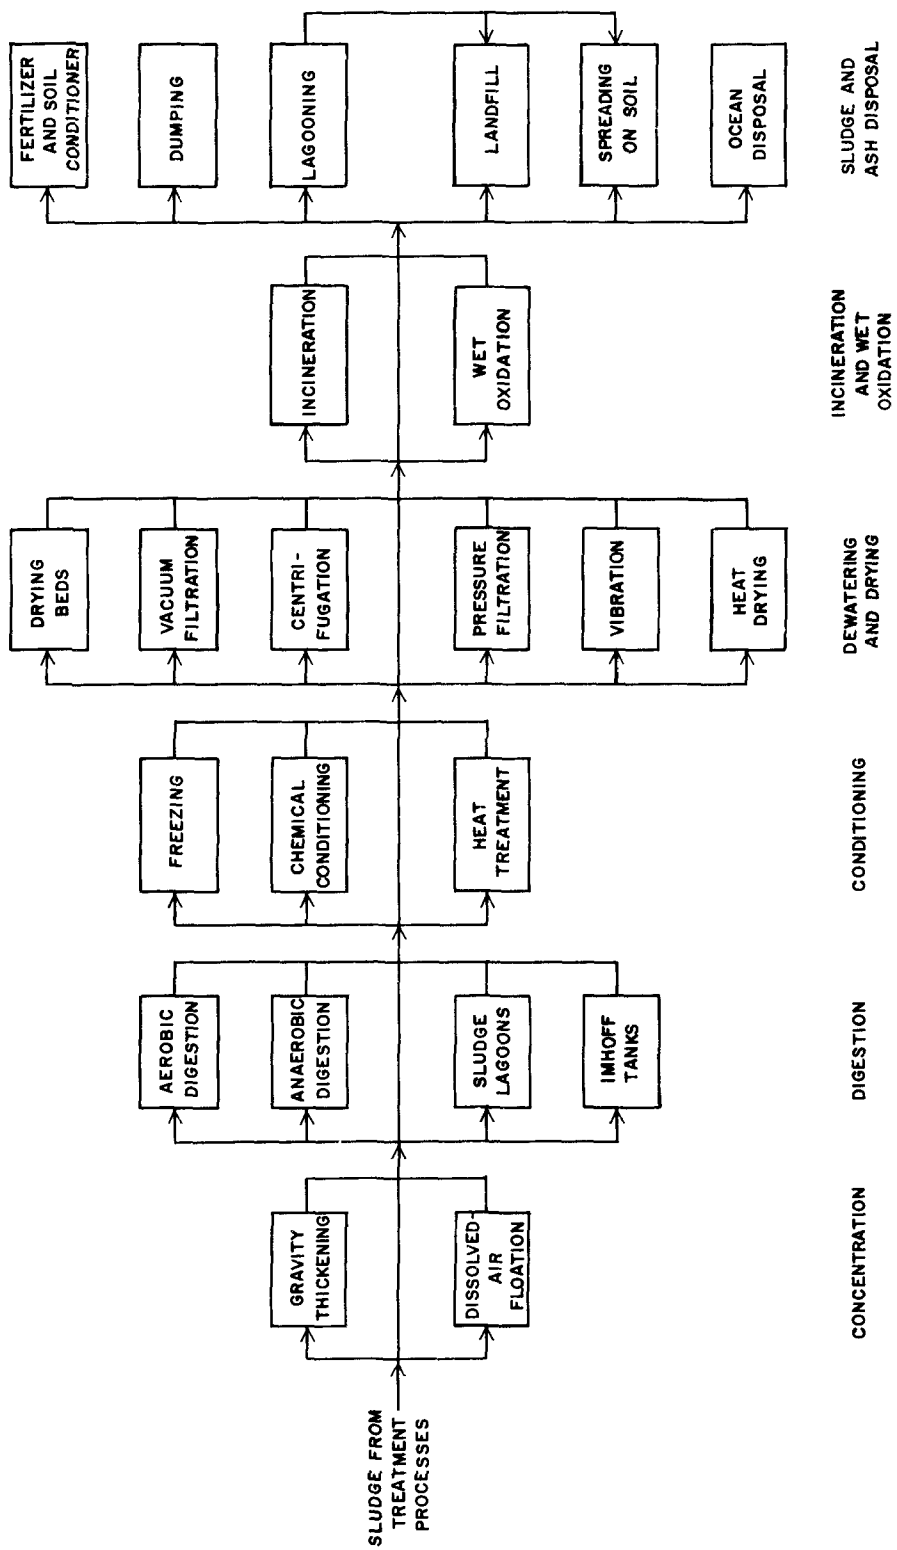 SLUDGE FROM
TREATMENT
PROCESSES
GRAVITY
THICKENING
DISSOLVED-
AIR
FLOATION
CONCENTRATION
AEROBIC
DIGESTION
ANAEROBIC
DIGESTION
SLUDGE
LAGOONS
IMHOFF
TANKS
DIGESTION
FREEZING
CHEMICAL
CONDITIONING
HEAT
TREATMENT
CONDITIONING
DRYING
BEDS
VACUUM
FILTRATION
CENTRI-
FUGATION
PRESSURE
FILTRATION
VIBRATION
HEAT
DRYING
DEWATERING
AND DRYING
INCINERATION
WET
OXIDATION
INCINERATION
AND WET
OXIDATION
FERTILIZER
AND SOIL
CONDITIONER
DUMPING
LAGOONING
LANDFILL
SPREADING
ON SOIL
OCEAN
DISPOSAL
SLUDGE AND
ASH DISPOSAL